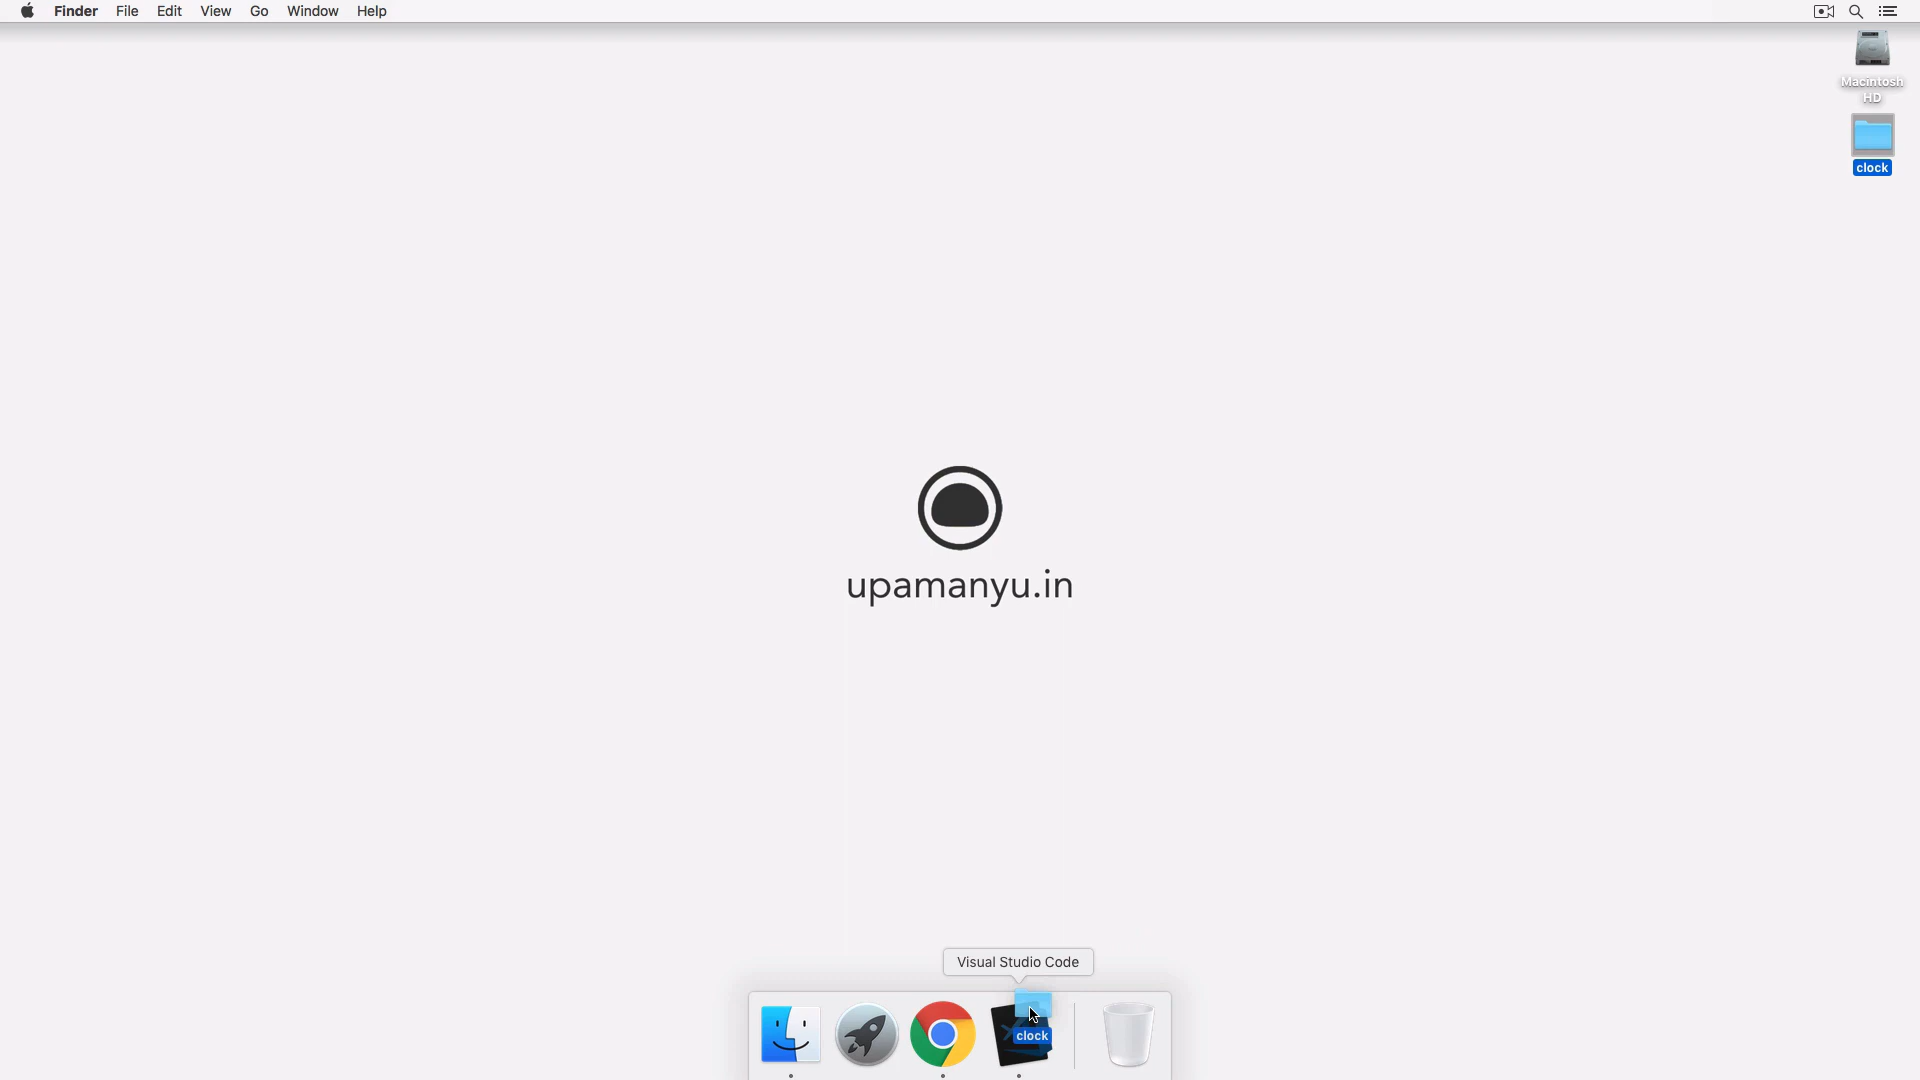 Finder File Edit View Go Window Help
Macintosh
HD
clock
upamanyu.in
Visual Studio Code
clock